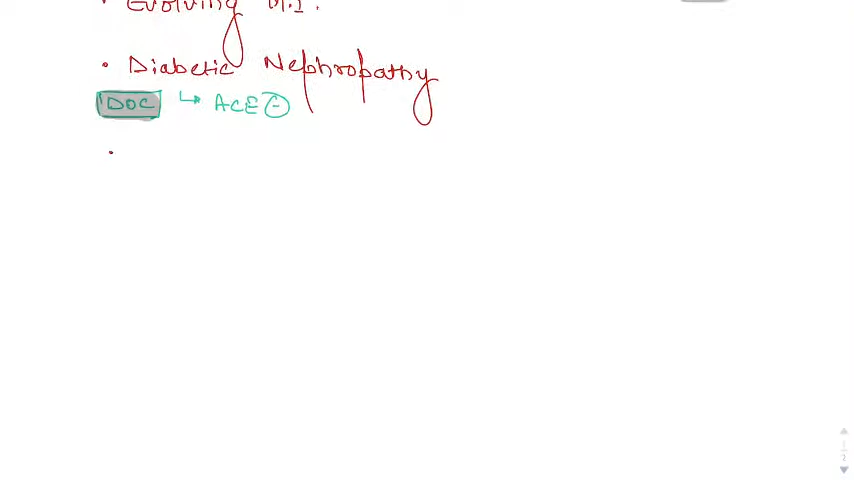 • Evolving M.I.
• Diabetic Nephropathy
DOC ↳ ACE ⊖
•